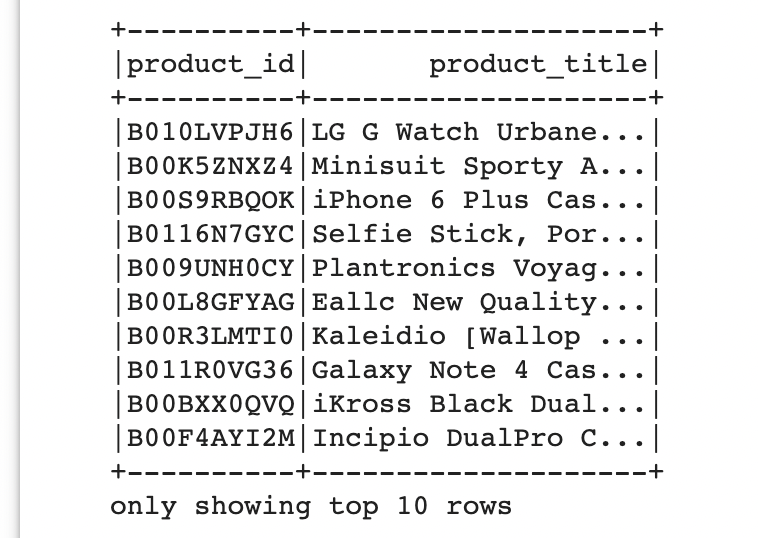 +----------+--------------------+
|product_id|       product_title|
+----------+--------------------+
|B010LVPJH6|LG G Watch Urbane...|
|B00K5ZNXZ4|Minisuit Sporty A...|
|B00S9RBQOK|iPhone 6 Plus Cas...|
|B0116N7GYC|Selfie Stick, Por...|
|B009UNH0CY|Plantronics Voyag...|
|B00L8GFYAG|Eallc New Quality...|
|B00R3LMTI0|Kaleidio [Wallop ...|
|B011R0VG36|Galaxy Note 4 Cas...|
|B00BXX0QVQ|iKross Black Dual...|
|B00F4AYI2M|Incipio DualPro C...|
+----------+--------------------+
only showing top 10 rows